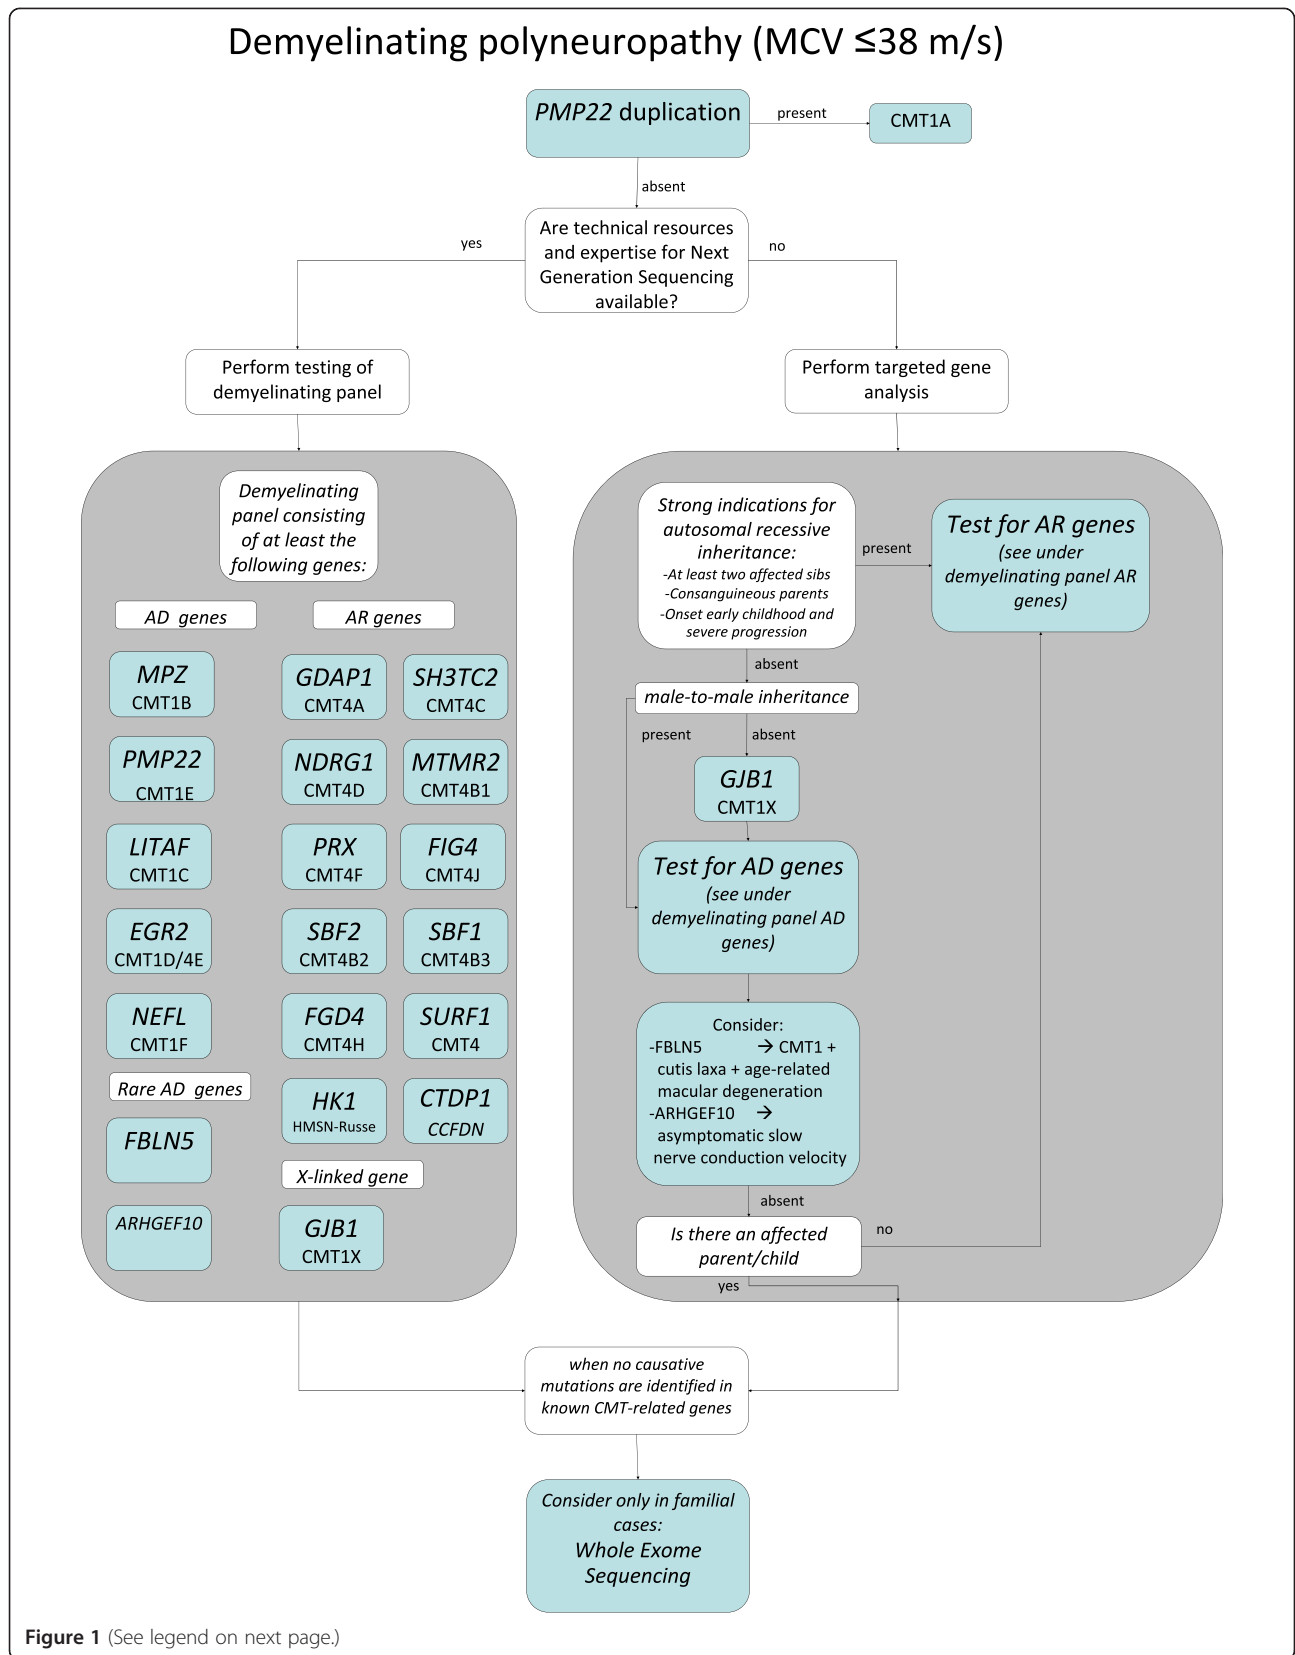 Demyelinating polyneuropathy (MCV ≤38 m/s)
PMP22 duplication
present
CMT1A
absent
Are technical resources
and expertise for Next
Generation Sequencing
available?
yes
no
Perform testing of
demyelinating panel
Perform targeted gene
analysis
Demyelinating
panel consisting
of at least the
following genes:
AD genes
AR genes
MPZ
CMT1B
GDAP1
CMT4A
SH3TC2
CMT4C
PMP22
CMT1E
NDRG1
CMT4D
MTMR2
CMT4B1
LITAF
CMT1C
PRX
CMT4F
FIG4
CMT4J
EGR2
CMT1D/4E
SBF2
CMT4B2
SBF1
CMT4B3
NEFL
CMT1F
FGD4
CMT4H
SURF1
CMT4
Rare AD genes
HK1
HMSN-Russe
CTDP1
CCFDN
FBLN5
X-linked gene
ARHGEF10
GJB1
CMT1X
Strong indications for
autosomal recessive
inheritance:
-At least two affected sibs
-Consanguineous parents
-Onset early childhood and
severe progression
present
Test for AR genes
(see under
demyelinating panel AR
genes)
absent
male-to-male inheritance
present
absent
GJB1
CMT1X
Test for AD genes
(see under
demyelinating panel AD
genes)
Consider:
-FBLN5 → CMT1 +
cutis laxa + age-related
macular degeneration
-ARHGEF10 →
asymptomatic slow
nerve conduction velocity
absent
Is there an affected
parent/child
no
yes
when no causative
mutations are identified in
known CMT-related genes
Consider only in familial
cases:
Whole Exome
Sequencing
Figure 1 (See legend on next page.)